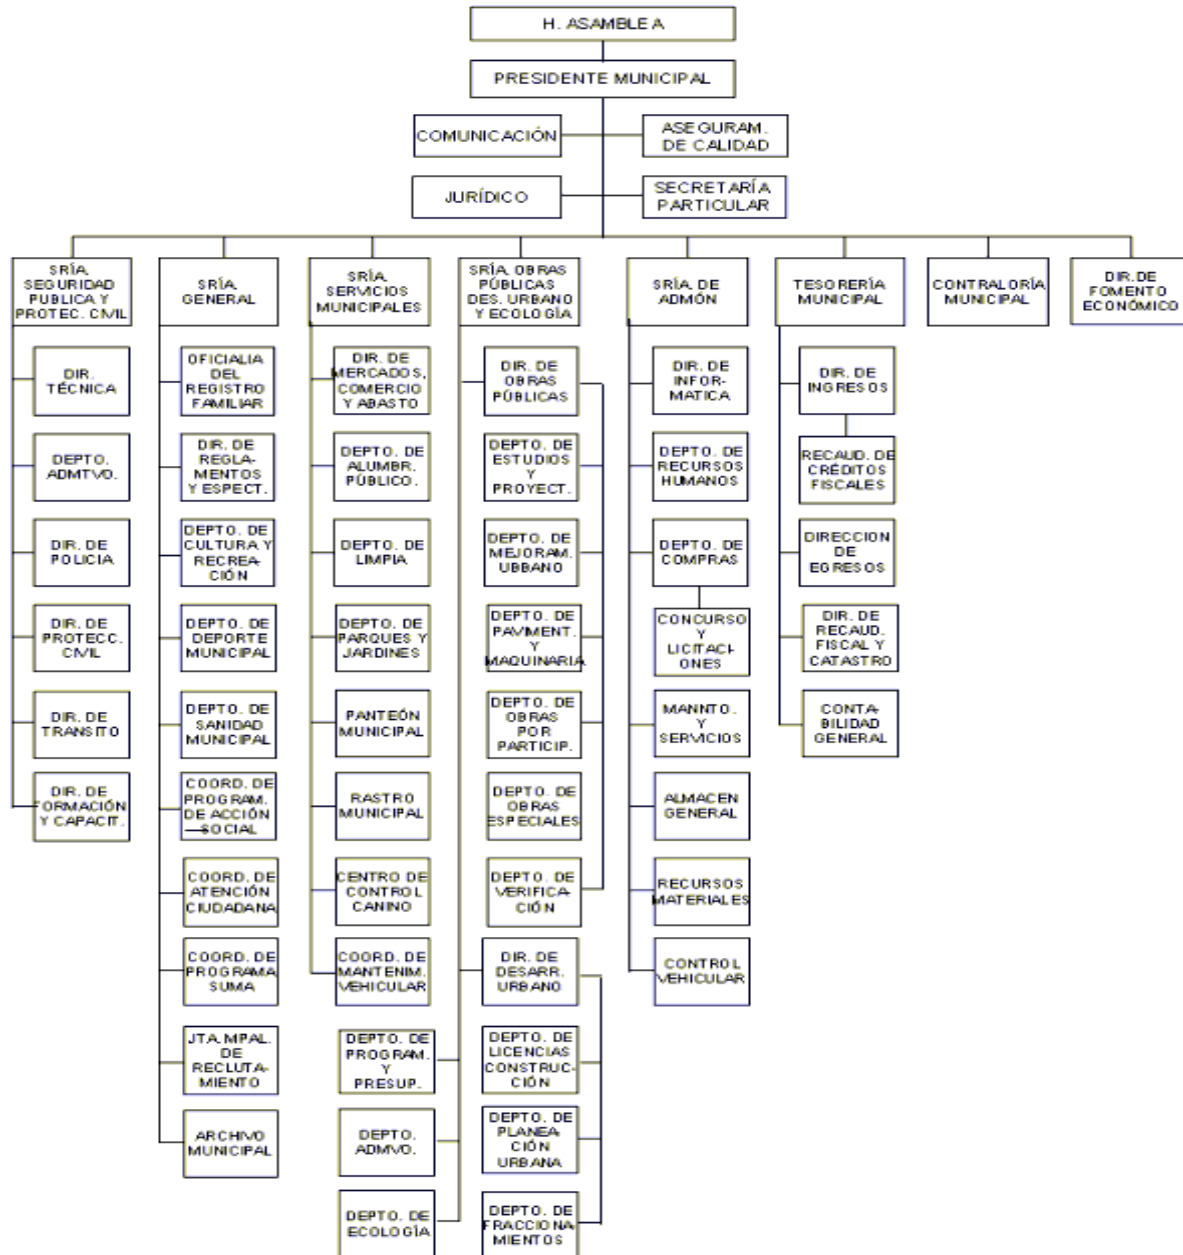 H. ASAMBLEA
PRESIDENTE MUNICIPAL
COMUNICACIÓN
ASEGURAM.
DE CALIDAD
JURÍDICO
SECRETARÍA
PARTICULAR
SRÍA.
SEGURIDAD
PUBLICA Y
PROTEC. CIVIL
SRÍA.
GENERAL
SRÍA.
SERVICIOS
MUNICIPALES
SRÍA. OBRAS
PÚBLICAS
DES. URBANO
Y ECOLOGÍA
SRÍA. DE
ADMÓN
TESORERÍA
MUNICIPAL
CONTRALORÍA
MUNICIPAL
DIR. DE
FOMENTO
ECONÓMICO
DIR.
TÉCNICA
DEPTO.
ADMTVO.
DIR. DE
POLICIA
DIR. DE
PROTECC.
CIVIL
DIR. DE
TRANSITO
DIR. DE
FORMACIÓN
Y CAPACIT.
OFICIALIA
DEL
REGISTRO
FAMILIAR
DIR. DE
REGLA-
MENTOS
Y ESPECT.
DEPTO. DE
CULTURA Y
RECREA-
CIÓN
DEPTO. DE
DEPORTE
MUNICIPAL
DEPTO. DE
SANIDAD
MUNICIPAL
COORD. DE
PROGRAM.
DE ACCIÓN
SOCIAL
COORD. DE
ATENCIÓN
CIUDADANA
COORD. DE
PROGRAMA
SUMA
JTA. MPAL.
DE
RECLUTA-
MIENTO
ARCHIVO
MUNICIPAL
DIR. DE
MERCADOS,
COMERCIO
Y ABASTO
DEPTO. DE
ALUMBR.
PÚBLICO.
DEPTO. DE
LIMPIA
DEPTO. DE
PARQUES Y
JARDINES
PANTEÓN
MUNICIPAL
RASTRO
MUNICIPAL
CENTRO DE
CONTROL
CANINO
COORD. DE
MANTENIM.
VEHICULAR
DIR. DE
OBRAS
PÚBLICAS
DEPTO. DE
ESTUDIOS
Y
PROYECT.
DEPTO. DE
MEJORAM.
UBBANO
DEPTO. DE
PAVIMENT.
Y
MAQUINARIA
DEPTO. DE
OBRAS
POR
PARTICIP.
DEPTO. DE
OBRAS
ESPECIALES
DEPTO. DE
VERIFICA-
CIÓN
DIR. DE
DESARR.
URBANO
DEPTO. DE
LICENCIAS
CONSTRUC-
CIÓN
DEPTO. DE
PLANEA-
CIÓN
URBANA
DEPTO. DE
FRACCIONA-
MIENTOS
DEPTO. DE
PROGRAM.
Y
PRESUP.
DEPTO.
ADMVO.
DEPTO. DE
ECOLOGÍA
DIR. DE
INFOR-
MATICA
DEPTO. DE
RECURSOS
HUMANOS
DEPTO. DE
COMPRAS
CONCURSO
Y
LICITACI-
ONES
MANNTO.
Y
SERVICIOS
ALMACEN
GENERAL
RECURSOS
MATERIALES
CONTROL
VEHICULAR
DIR. DE
INGRESOS
RECAUD. DE
CRÉDITOS
FISCALES
DIRECCION
DE
EGRESOS
DIR. DE
RECAUD.
FISCAL Y
CATASTRO
CONTA-
BILIDAD
GENERAL